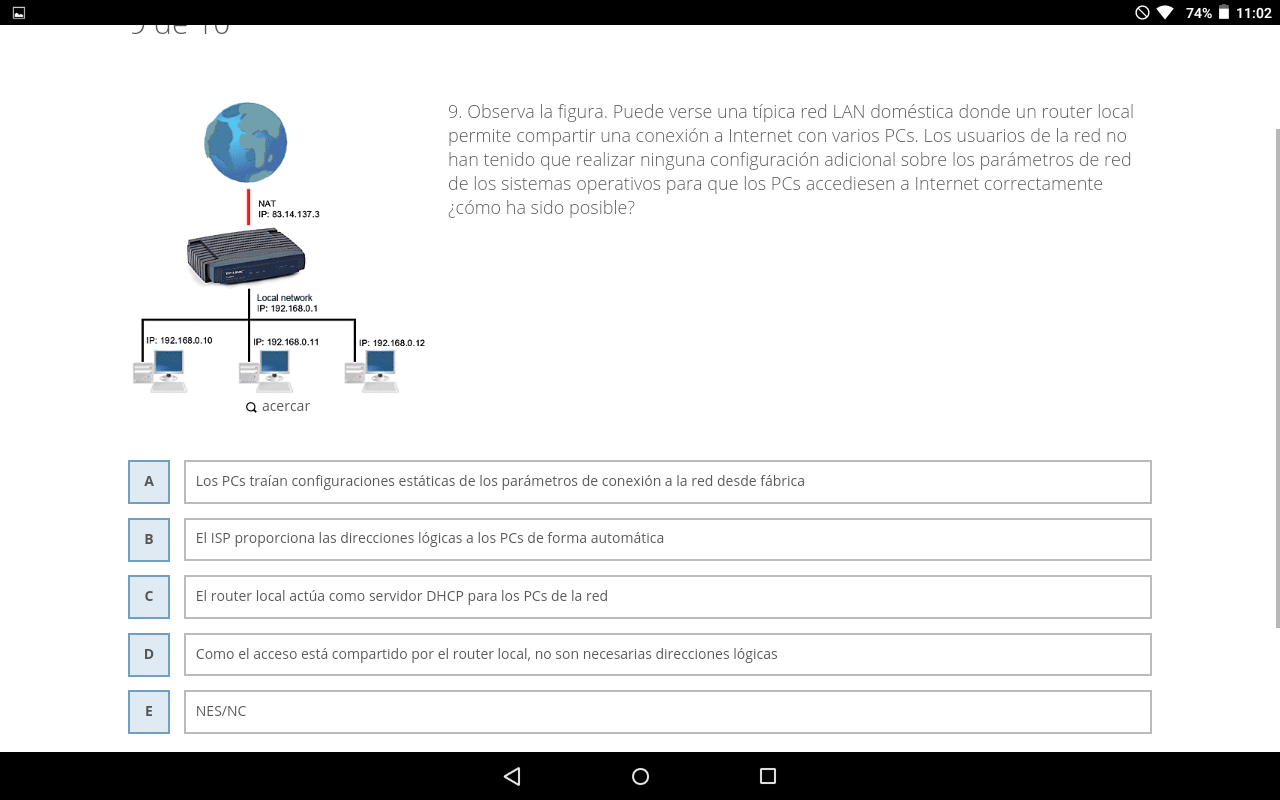 74% 11:02
9 de 10
9. Observa la figura. Puede verse una típica red LAN doméstica donde un router local
permite compartir una conexión a Internet con varios PCs. Los usuarios de la red no
han tenido que realizar ninguna configuración adicional sobre los parámetros de red
de los sistemas operativos para que los PCs accediesen a Internet correctamente
¿cómo ha sido posible?
NAT
IP: 83.14.137.3
TP-LINK
Local network
IP: 192.168.0.1
IP: 192.168.0.10
IP: 192.168.0.11
IP: 192.168.0.12
acercar
A Los PCs traían configuraciones estáticas de los parámetros de conexión a la red desde fábrica
B El ISP proporciona las direcciones lógicas a los PCs de forma automática
C El router local actúa como servidor DHCP para los PCs de la red
D Como el acceso está compartido por el router local, no son necesarias direcciones lógicas
E NES/NC